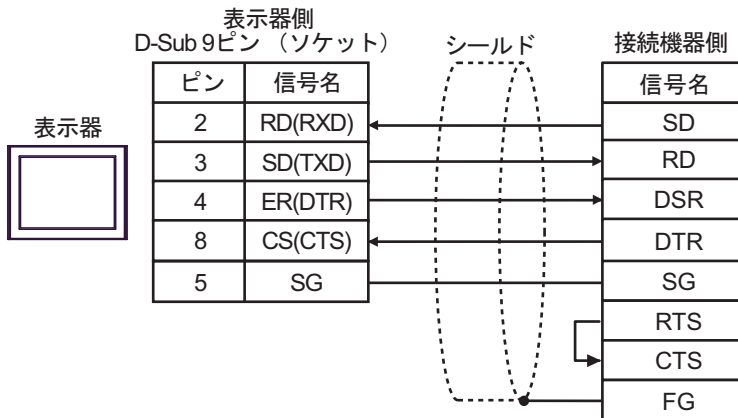 表示器側
D-Sub 9ピン （ソケット）
シールド
接続機器側
ピン 信号名
信号名
表示器
2 RD(RXD) SD
3 SD(TXD) RD
4 ER(DTR) DSR
8 CS(CTS) DTR
5 SG SG
RTS
CTS
FG